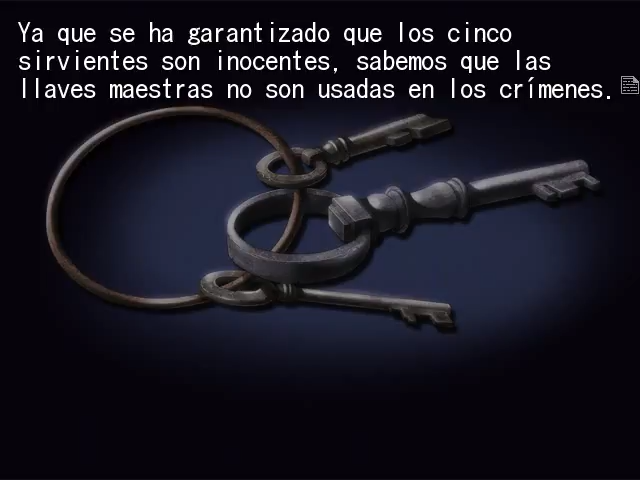 Ya que se ha garantizado que los cinco
sirvientes son inocentes, sabemos que las
llaves maestras no son usadas en los crímenes.